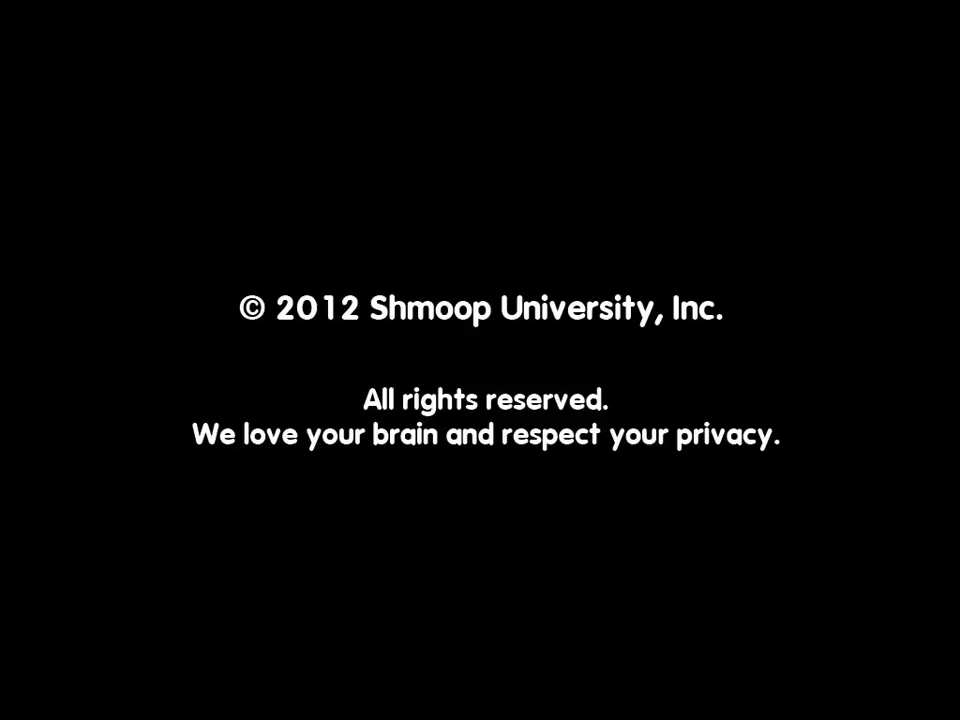 © 2012 Shmoop University, Inc.
All rights reserved.
We love your brain and respect your privacy.